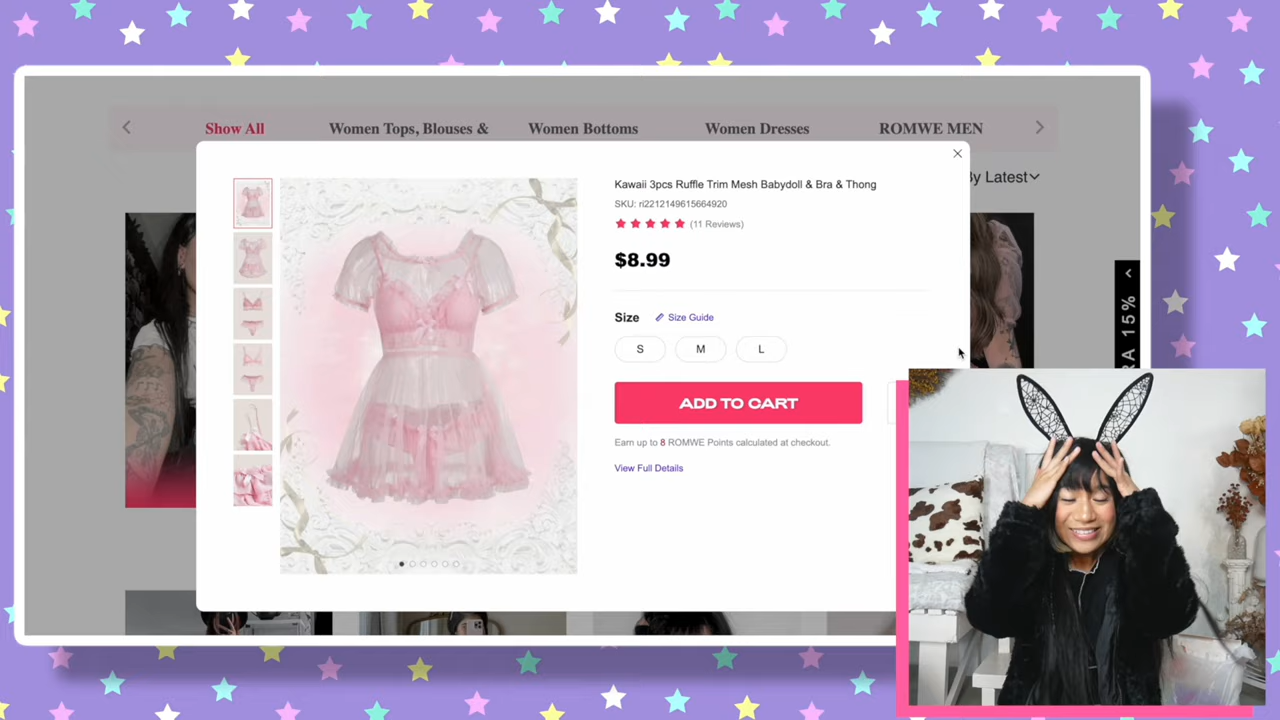 Show All
Women Tops, Blouses &
Women Bottoms
Women Dresses
ROMWE MEN
By Latest
Kawaii 3pcs Ruffle Trim Mesh Babydoll & Bra & Thong
SKU: ri2212149615664920
(11 Reviews)
$8.99
Size
Size Guide
S
M
L
ADD TO CART
Earn up to 8 ROMWE Points calculated at checkout.
View Full Details
RA 15%